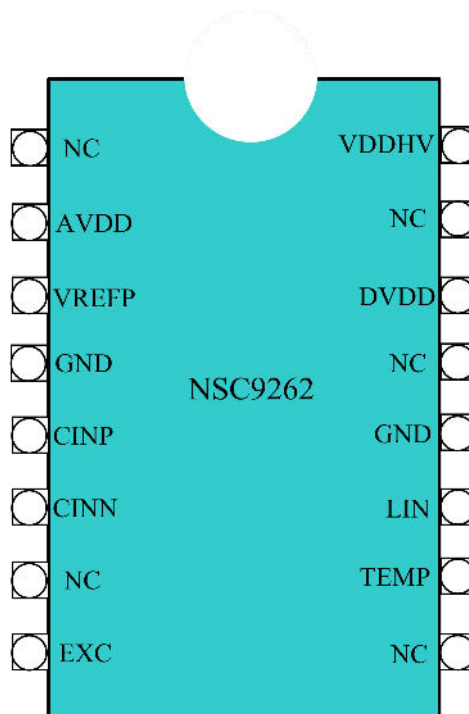 NC
VDDHV
AVDD
NC
VREFP
DVDD
GND
NC
NSC9262
CINP
GND
CINN
LIN
NC
TEMP
EXC
NC